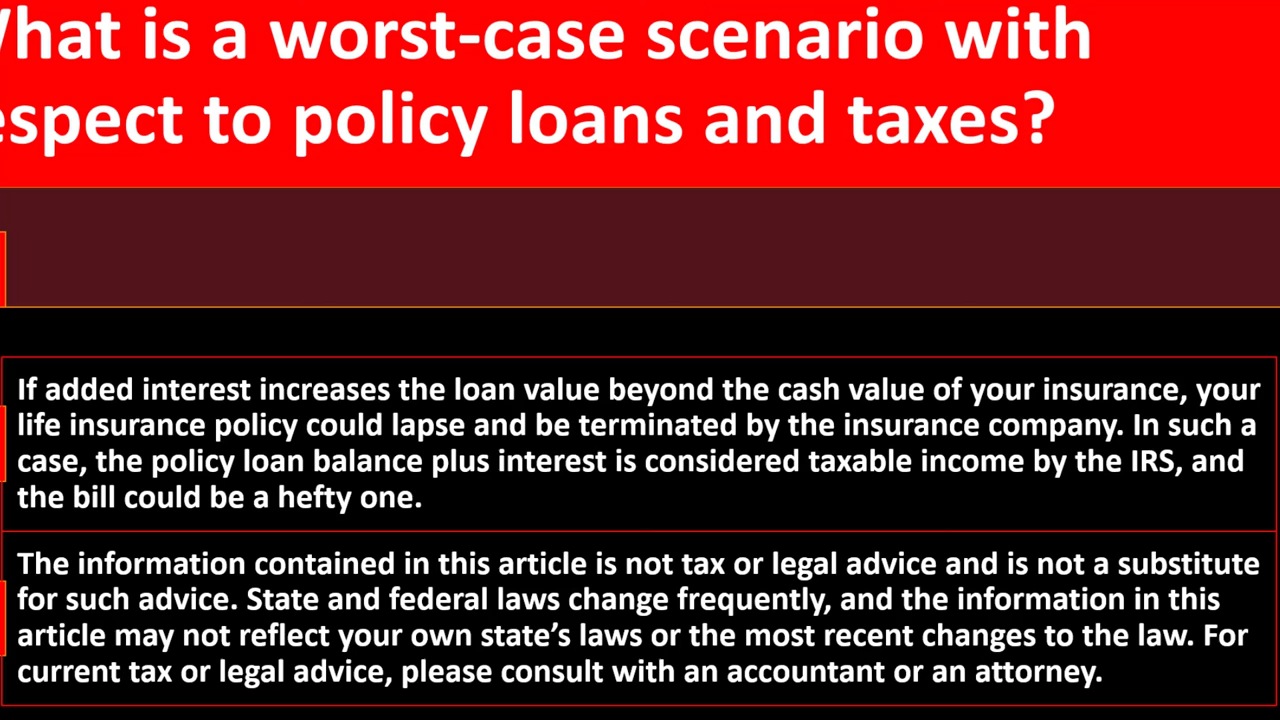 What is a worst-case scenario with
respect to policy loans and taxes?
If added interest increases the loan value beyond the cash value of your insurance, your
life insurance policy could lapse and be terminated by the insurance company. In such a
case, the policy loan balance plus interest is considered taxable income by the IRS, and
the bill could be a hefty one.
The information contained in this article is not tax or legal advice and is not a substitute
for such advice. State and federal laws change frequently, and the information in this
article may not reflect your own state’s laws or the most recent changes to the law. For
current tax or legal advice, please consult with an accountant or an attorney.